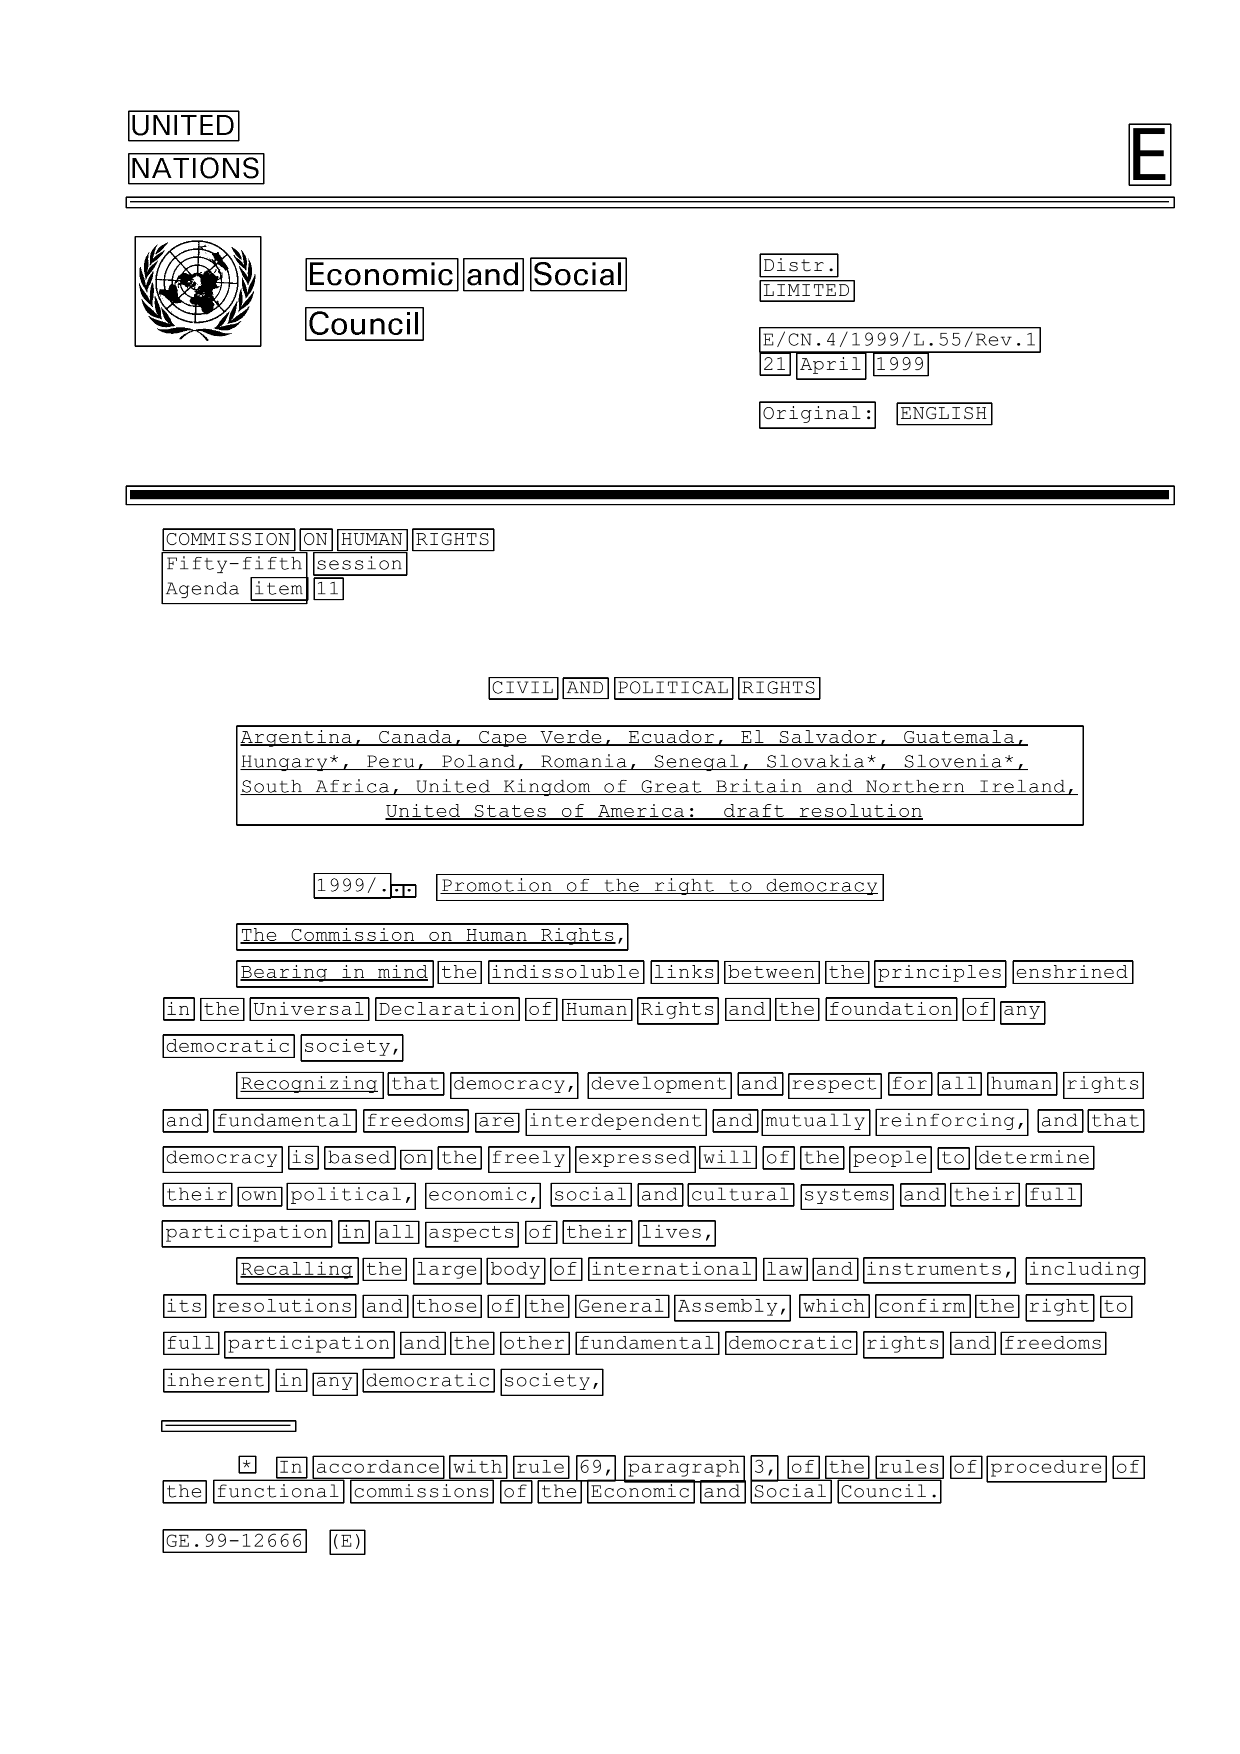 UNITED
NATIONS
E
Economic and Social
Council
Distr.
LIMITED
E/CN.4/1999/L.55/Rev.1
21 April 1999
Original: ENGLISH
COMMISSION ON HUMAN RIGHTS
Fifty-fifth session
Agenda item 11
CIVIL AND POLITICAL RIGHTS
Argentina, Canada, Cape Verde, Ecuador, El Salvador, Guatemala,
Hungary*, Peru, Poland, Romania, Senegal, Slovakia*, Slovenia*,
South Africa, United Kingdom of Great Britain and Northern Ireland,
United States of America: draft resolution
1999/... Promotion of the right to democracy
The Commission on Human Rights,
Bearing in mind the indissoluble links between the principles enshrined
in the Universal Declaration of Human Rights and the foundation of any
democratic society,
Recognizing that democracy, development and respect for all human rights
and fundamental freedoms are interdependent and mutually reinforcing, and that
democracy is based on the freely expressed will of the people to determine
their own political, economic, social and cultural systems and their full
participation in all aspects of their lives,
Recalling the large body of international law and instruments, including
its resolutions and those of the General Assembly, which confirm the right to
full participation and the other fundamental democratic rights and freedoms
inherent in any democratic society,
* In accordance with rule 69, paragraph 3, of the rules of procedure of
the functional commissions of the Economic and Social Council.
GE.99-12666 (E)